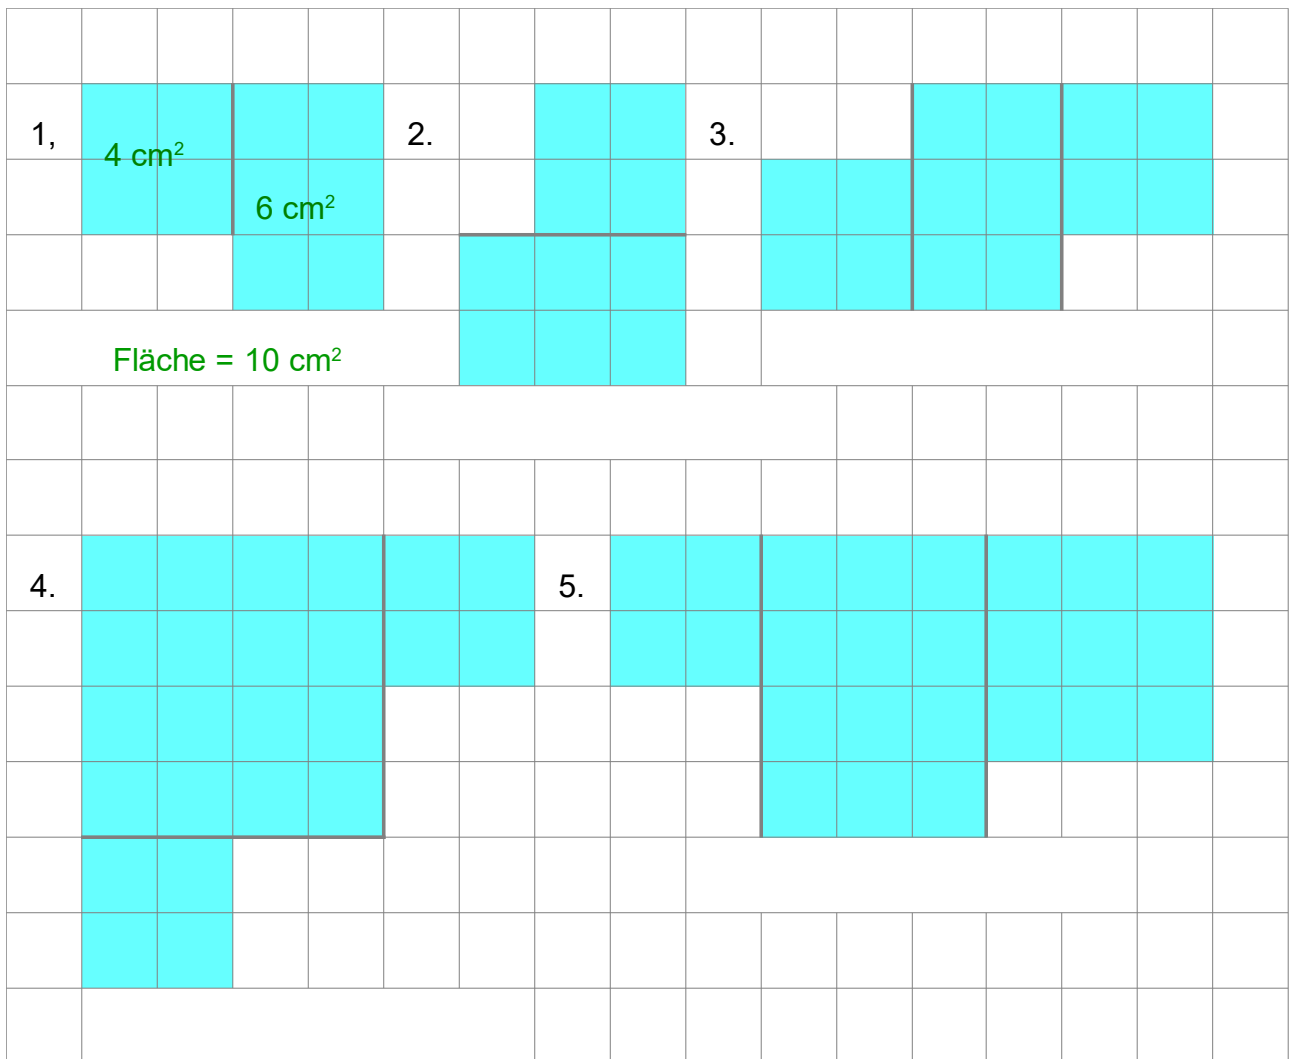 1,
4 cm²
6 cm²
2.
3.
Fläche = 10 cm²
4.
5.